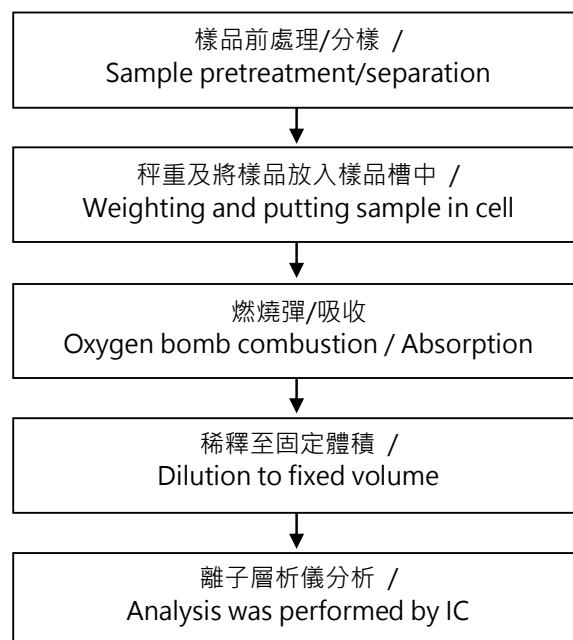 樣品前處理/分樣 /
Sample pretreatment/separation
秤重及將樣品放入樣品槽中 /
Weighting and putting sample in cell
燃燒彈/吸收
Oxygen bomb combustion / Absorption
稀釋至固定體積 /
Dilution to fixed volume
離子層析儀分析 /
Analysis was performed by IC